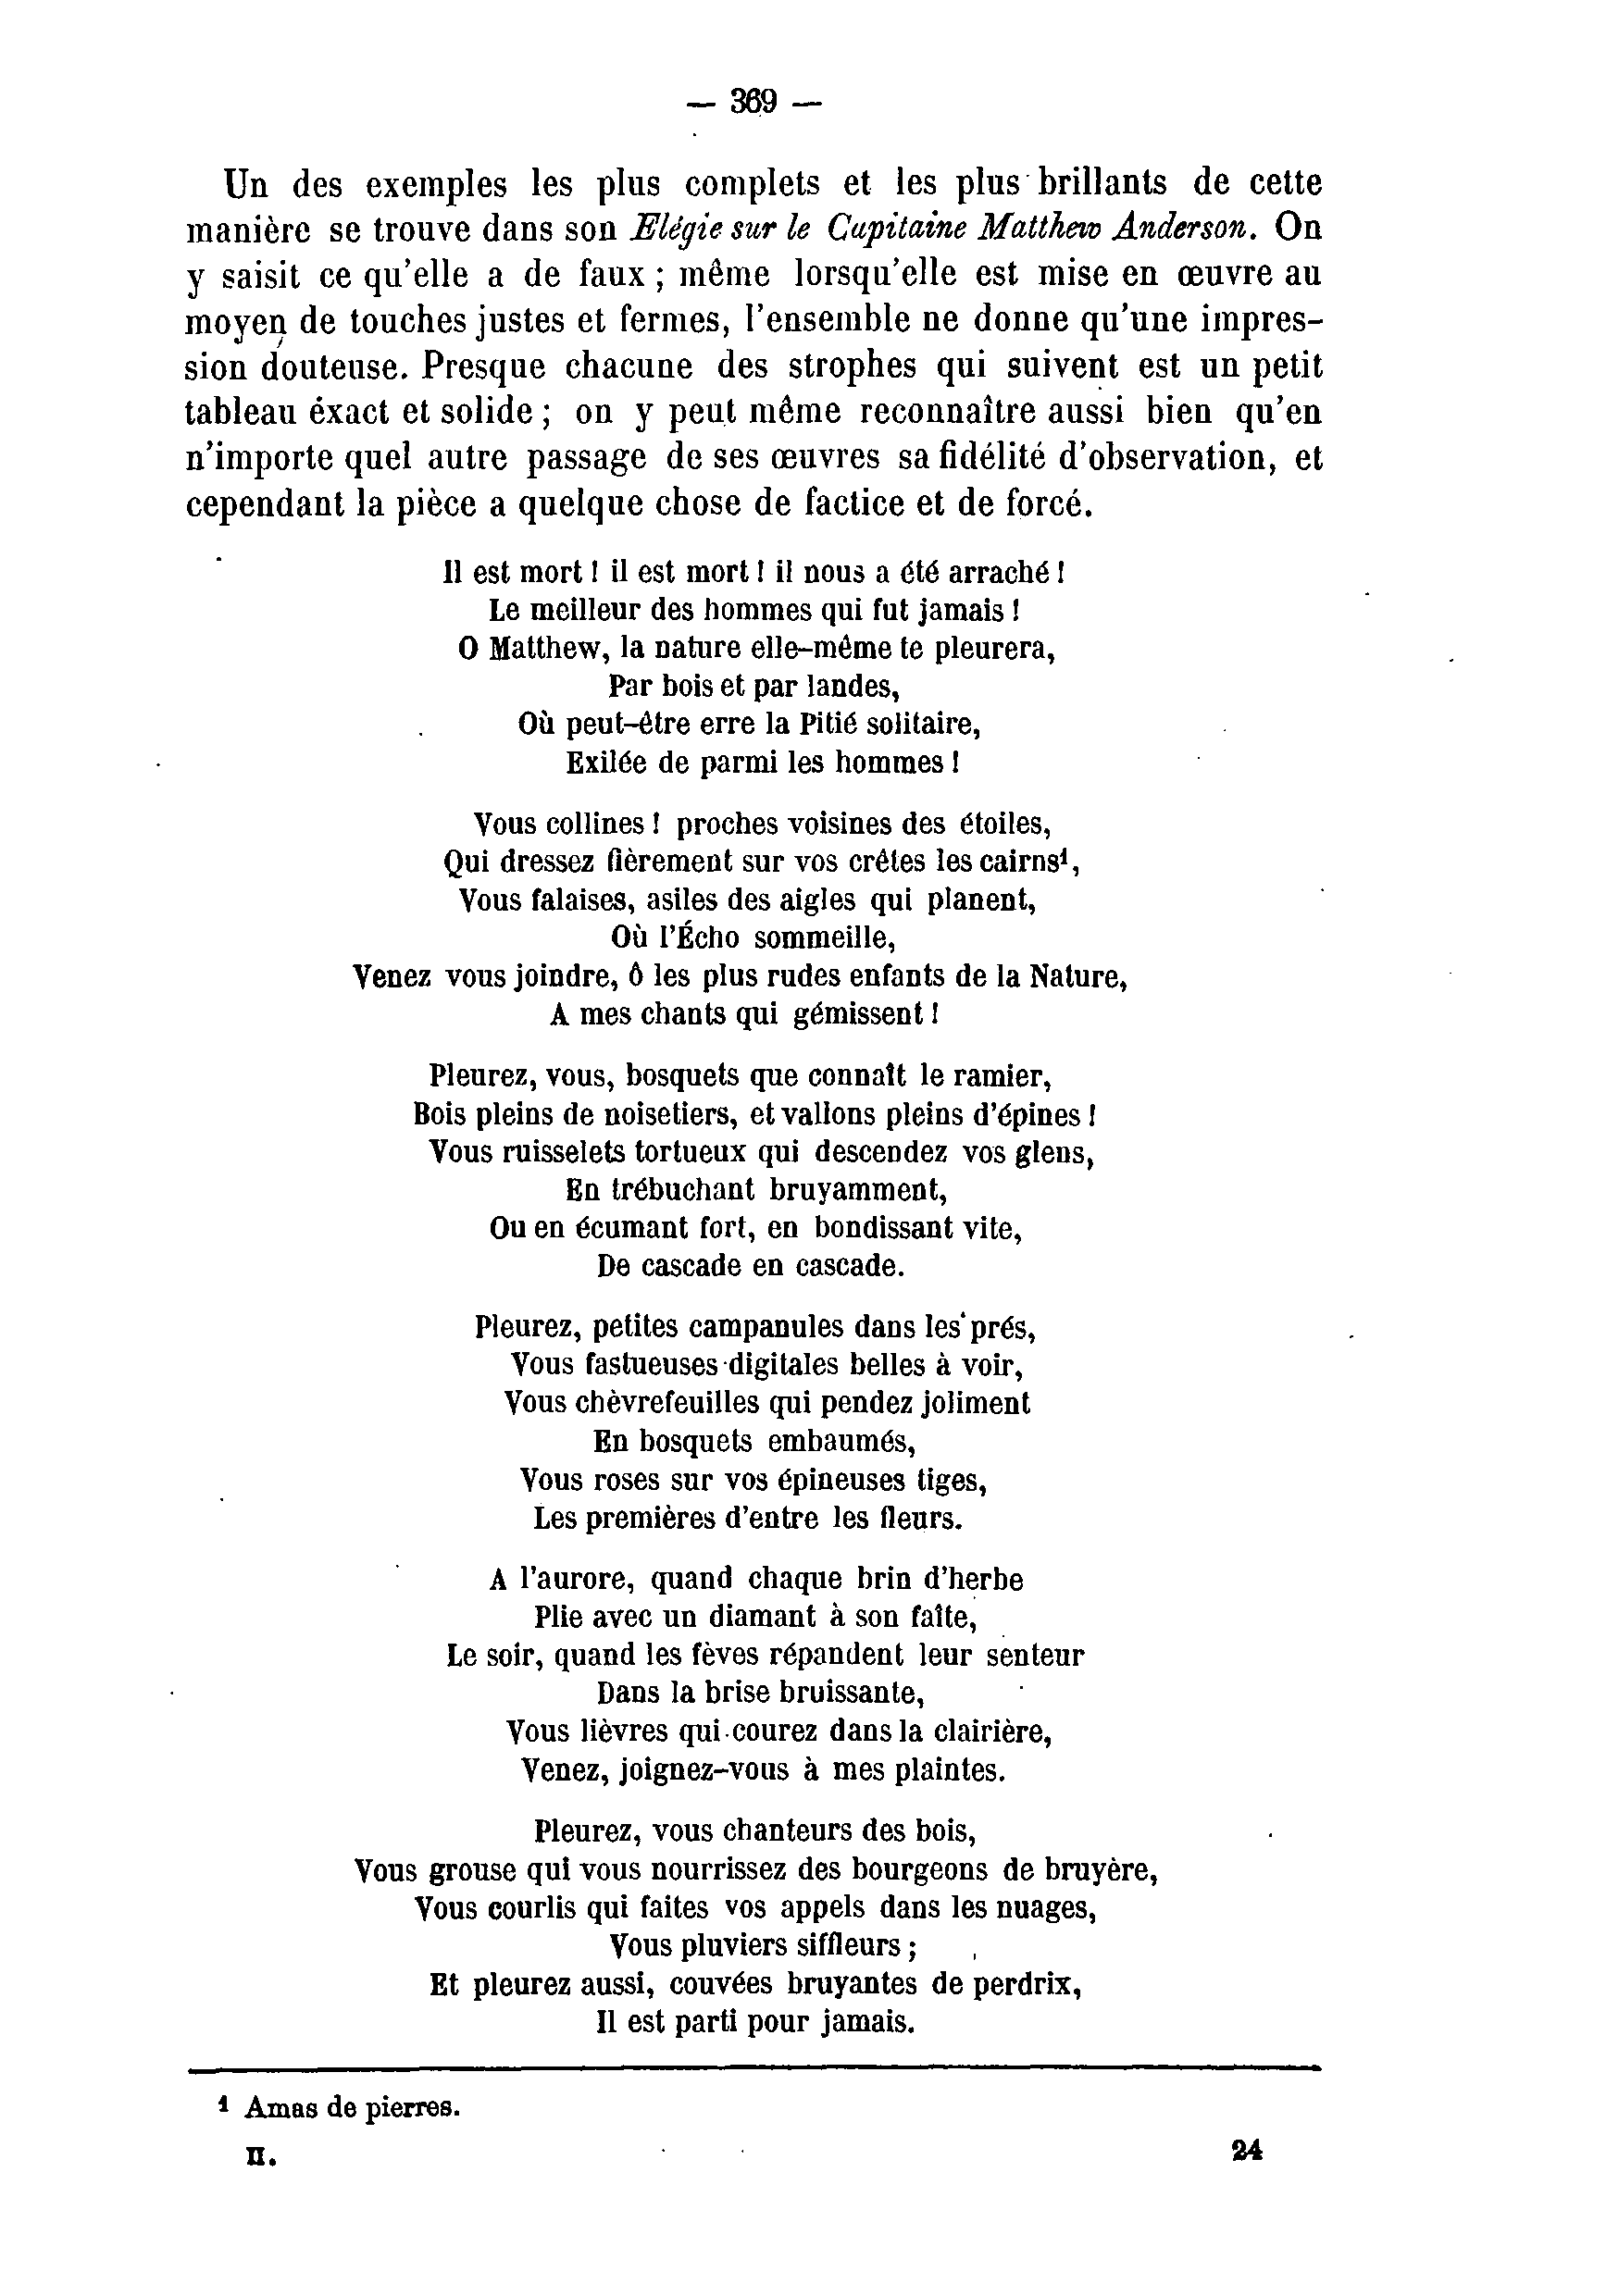 — 369 —
Un des exemples les plus complets et les plus brillants de cette
manière se trouve dans son Elégie sur le Capitaine Matthew Anderson. On
y saisit ce qu'elle a de faux ; même lorsqu'elle est mise en œuvre au
moyen de touches justes et fermes, l'ensemble ne donne qu'une impres-
sion douteuse. Presque chacune des strophes qui suivent est un petit
tableau éxact et solide ; on y peut même reconnaître aussi bien qu'en
n'importe quel autre passage de ses œuvres sa fidélité d'observation, et
cependant la pièce a quelque chose de factice et de forcé.
Il est mort ! il est mort ! il nous a été arraché !
Le meilleur des hommes qui fut jamais !
O Matthew, la nature elle-même te pleurera,
Par bois et par landes,
Où peut-être erre la Pitié solitaire,
Exilée de parmi les hommes !
Vous collines ! proches voisines des étoiles,
Qui dressez fièrement sur vos crêtes les cairns¹,
Vous falaises, asiles des aigles qui planent,
Où l'Écho sommeille,
Venez vous joindre, ô les plus rudes enfants de la Nature,
A mes chants qui gémissent !
Pleurez, vous, bosquets que connaît le ramier,
Bois pleins de noisetiers, et vallons pleins d'épines !
Vous ruisselets tortueux qui descendez vos glens,
En trébuchant bruyamment,
Ou en écumant fort, en bondissant vite,
De cascade en cascade.
Pleurez, petites campanules dans les prés,
Vous fastueuses digitales belles à voir,
Vous chèvrefeuilles qui pendez joliment
En bosquets embaumés,
Vous roses sur vos épineuses tiges,
Les premières d'entre les fleurs.
A l'aurore, quand chaque brin d'herbe
Plie avec un diamant à son faîte,
Le soir, quand les fèves répandent leur senteur
Dans la brise bruissante,
Vous lièvres qui courez dans la clairière,
Venez, joignez-vous à mes plaintes.
Pleurez, vous chanteurs des bois,
Vous grouse qui vous nourrissez des bourgeons de bruyère,
Vous courlis qui faites vos appels dans les nuages,
Vous pluviers siffleurs ;
Et pleurez aussi, couvées bruyantes de perdrix,
Il est parti pour jamais.
¹ Amas de pierres.
II. 24